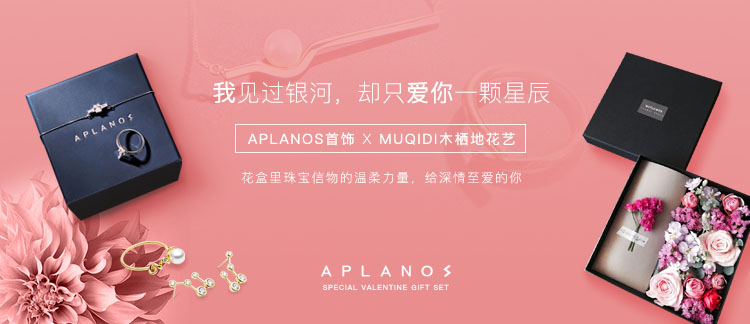 APLANOS
我见过银河，却只爱你一颗星辰
APLANOS首饰 X MUQIDI木栖地花艺
花盒里珠宝信物的温柔力量，给深情至爱的你
APLANOS
SPECIAL VALENTINE GIFT SET